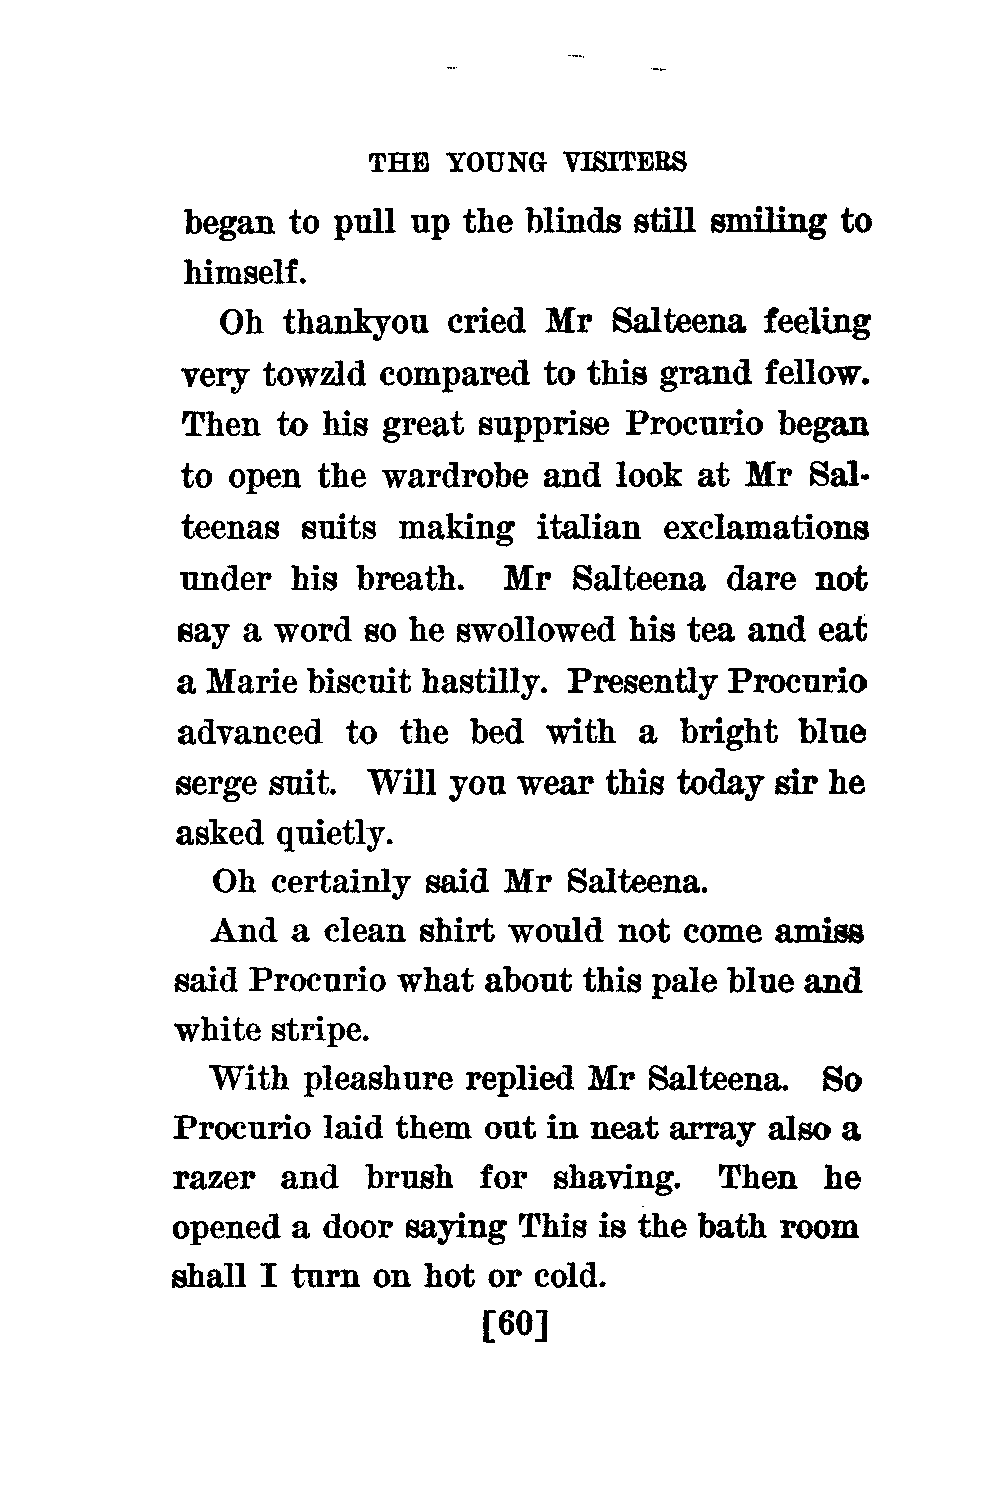 THE YOUNG VISITERS
began to pull up the blinds still smiling to
himself.
Oh thankyou cried Mr Salteena feeling
very towzld compared to this grand fellow.
Then to his great supprise Procurio began
to open the wardrobe and look at Mr Sal-
teenas suits making italian exclamations
under his breath. Mr Salteena dare not
say a word so he swollowed his tea and eat
a Marie biscuit hastilly. Presently Procurio
advanced to the bed with a bright blue
serge suit. Will you wear this today sir he
asked quietly.
Oh certainly said Mr Salteena.
And a clean shirt would not come amiss
said Procurio what about this pale blue and
white stripe.
With pleashure replied Mr Salteena. So
Procurio laid them out in neat array also a
razer and brush for shaving. Then he
opened a door saying This is the bath room
shall I turn on hot or cold.
[60]